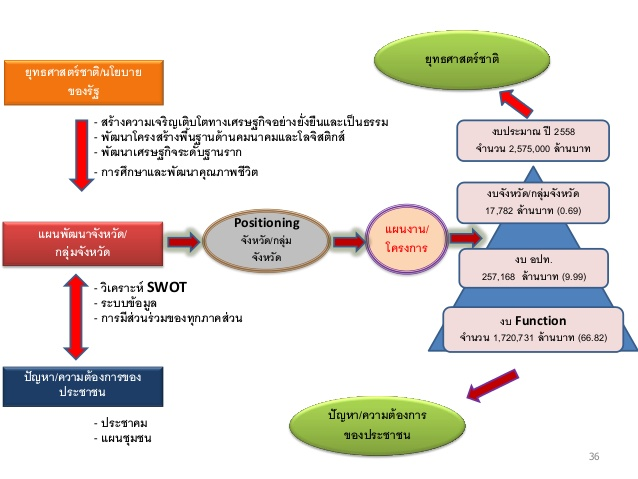 ยุทธศาสตร์ชาติ/นโยบาย
ของรัฐ
- สร้างความเจริญเติบโตทางเศรษฐกิจอย่างยั่งยืนและเป็นธรรม
- พัฒนาโครงสร้างพื้นฐานด้านคมนาคมและโลจิสติกส์
- พัฒนาเศรษฐกิจระดับฐานราก
- การศึกษาและพัฒนาคุณภาพชีวิต
แผนพัฒนาจังหวัด/
กลุ่มจังหวัด
- วิเคราะห์ SWOT
- ระบบข้อมูล
- การมีส่วนร่วมของทุกภาคส่วน
ปัญหา/ความต้องการของ
ประชาชน
- ประชาคม
- แผนชุมชน
Positioning
จังหวัด/กลุ่ม
จังหวัด
แผนงาน/
โครงการ
ยุทธศาสตร์ชาติ
งบประมาณ ปี 2558
จำนวน 2,575,000 ล้านบาท
งบจังหวัด/กลุ่มจังหวัด
17,782 ล้านบาท (0.69)
งบ อปท.
257,168 ล้านบาท (9.99)
งบ Function
จำนวน 1,720,731 ล้านบาท (66.82)
ปัญหา/ความต้องการ
ของประชาชน
36